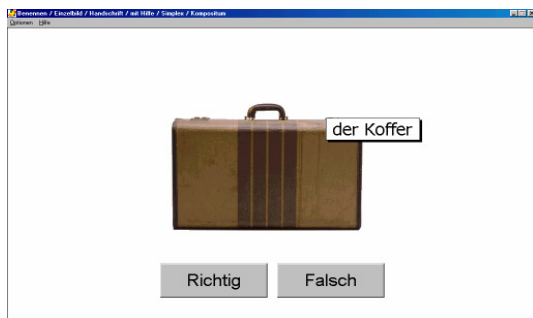 Benennen / Einzelbild / Handschrift / mit Hilfe / Simplex / Kompositum
Optionen Hilfe
der Koffer
Richtig Falsch